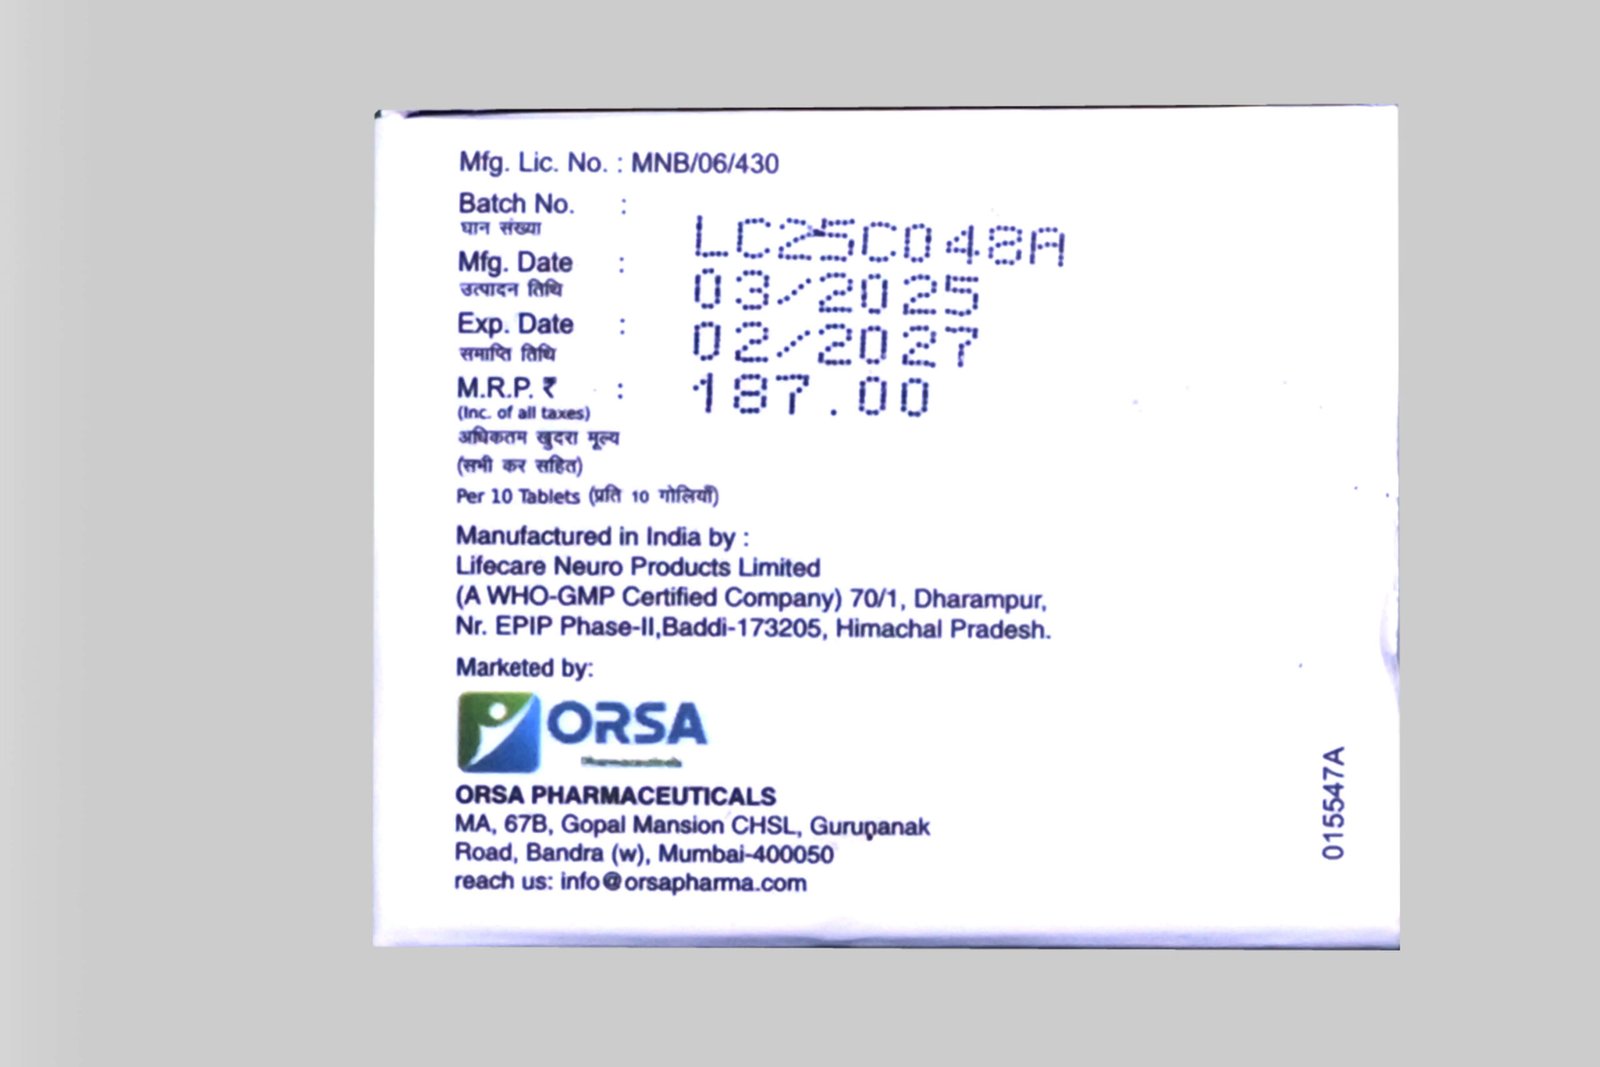 Mfg. Lic. No. : MNB/06/430
Batch No. : LC25C048A
घान संख्या
Mfg. Date : 03/2025
उत्पादन तिथि
Exp. Date : 02/2027
समाप्ति तिथि
M.R.P. ₹ : 187.00
(Inc. of all taxes)
अधिकतम खुदरा मूल्य
(सभी कर सहित)
Per 10 Tablets (प्रति 10 गोलियाँ)
Manufactured in India by :
Lifecare Neuro Products Limited
(A WHO-GMP Certified Company) 70/1, Dharampur,
Nr. EPIP Phase-II,Baddi-173205, Himachal Pradesh.
Marketed by:
ORSA
Pharmaceuticals
ORSA PHARMACEUTICALS
MA, 67B, Gopal Mansion CHSL, Gurunanak
Road, Bandra (w), Mumbai-400050
reach us: info@orsapharma.com
015547A